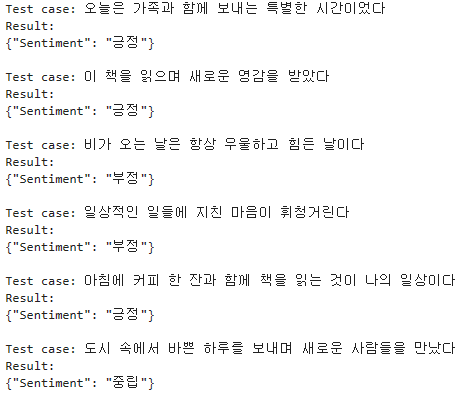 Test case: 오늘은 가족과 함께 보내는 특별한 시간이었다
Result:
{"Sentiment": "긍정"}
Test case: 이 책을 읽으며 새로운 영감을 받았다
Result:
{"Sentiment": "긍정"}
Test case: 비가 오는 날은 항상 우울하고 힘든 날이다
Result:
{"Sentiment": "부정"}
Test case: 일상적인 일들에 지친 마음이 휘청거린다
Result:
{"Sentiment": "부정"}
Test case: 아침에 커피 한 잔과 함께 책을 읽는 것이 나의 일상이다
Result:
{"Sentiment": "긍정"}
Test case: 도시 속에서 바쁜 하루를 보내며 새로운 사람들을 만났다
Result:
{"Sentiment": "중립"}